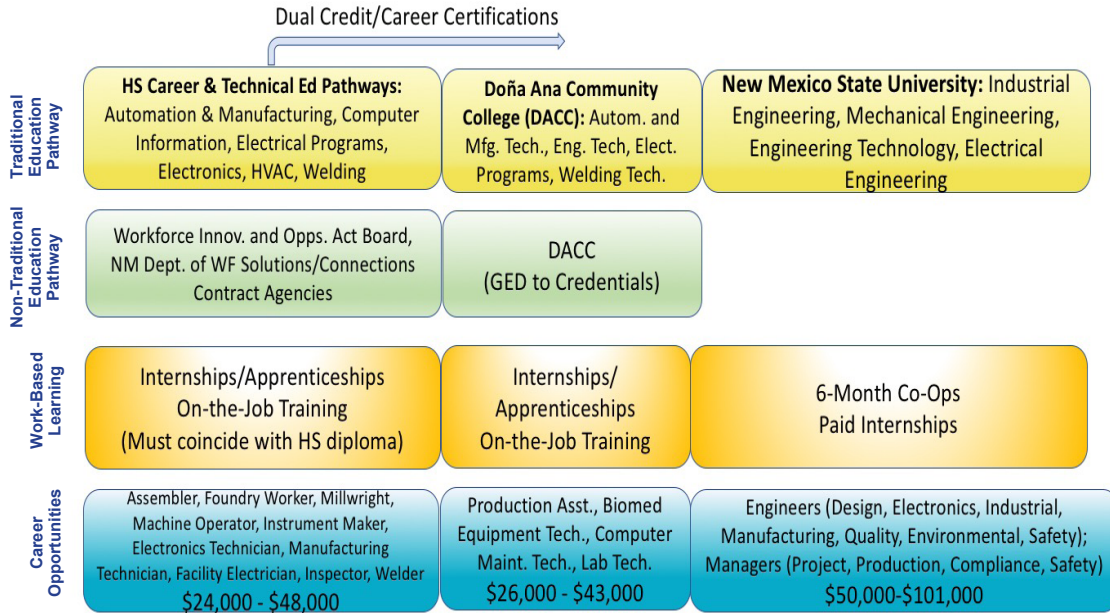 Dual Credit/Career Certifications
Traditional
Education
Pathway
HS Career & Technical Ed Pathways:
Automation & Manufacturing, Computer
Information, Electrical Programs,
Electronics, HVAC, Welding
Doña Ana Community
College (DACC): Autom. and
Mfg. Tech., Eng. Tech, Elect.
Programs, Welding Tech.
New Mexico State University: Industrial
Engineering, Mechanical Engineering,
Engineering Technology, Electrical
Engineering
Non-Traditional
Education
Pathway
Workforce Innov. and Opps. Act Board,
NM Dept. of WF Solutions/Connections
Contract Agencies
DACC
(GED to Credentials)
Work-Based
Learning
Internships/Apprenticeships
On-the-Job Training
(Must coincide with HS diploma)
Internships/
Apprenticeships
On-the-Job Training
6-Month Co-Ops
Paid Internships
Career
Opportunities
Assembler, Foundry Worker, Millwright,
Machine Operator, Instrument Maker,
Electronics Technician, Manufacturing
Technician, Facility Electrician, Inspector, Welder
$24,000 - $48,000
Production Asst., Biomed
Equipment Tech., Computer
Maint. Tech., Lab Tech.
$26,000 - $43,000
Engineers (Design, Electronics, Industrial,
Manufacturing, Quality, Environmental, Safety);
Managers (Project, Production, Compliance, Safety)
$50,000-$101,000